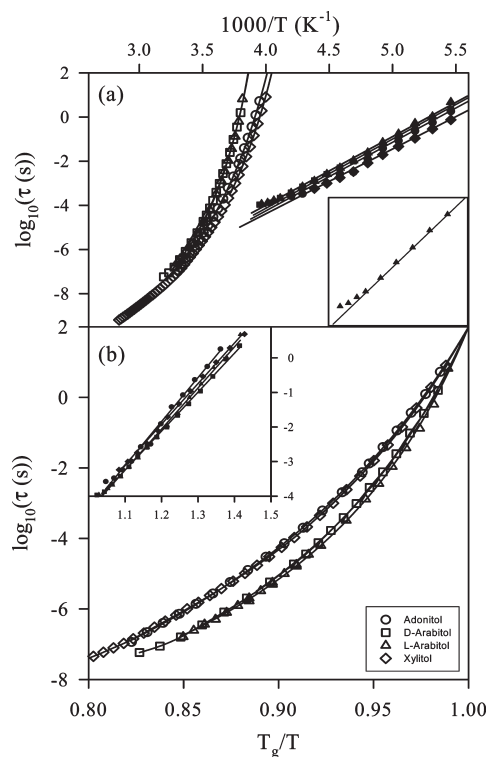 1000/T (K⁻¹)
3.0 3.5 4.0 4.5 5.0 5.5
(a)
log₁₀(τ (s))
2
0
-2
-4
-6
-8
2
(b)
log₁₀(τ (s))
0
-2
-4
-6
-8
0
-1
-2
-3
-4
1.1 1.2 1.3 1.4 1.5
Adonitol
D-Arabitol
L-Arabitol
Xylitol
0.80 0.85 0.90 0.95 1.00
T_g/T